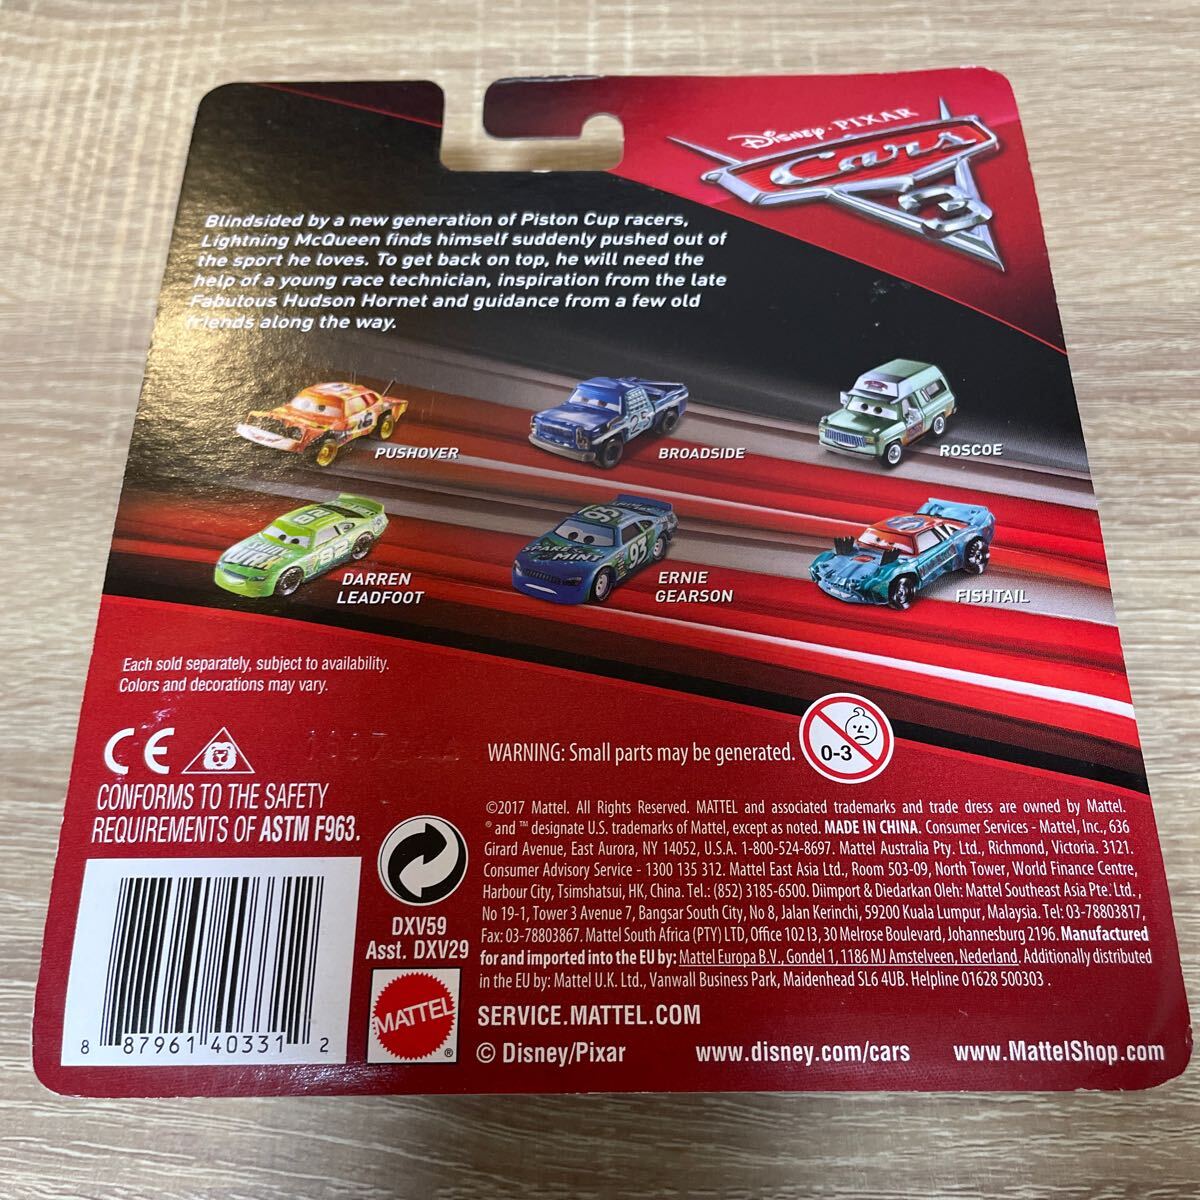 Disney·PIXAR
Cars
3
Blindsided by a new generation of Piston Cup racers,
Lightning McQueen finds himself suddenly pushed out of
the sport he loves. To get back on top, he will need the
help of a young race technician, inspiration from the late
Fabulous Hudson Hornet and guidance from a few old
friends along the way.
PUSHOVER
25
BROADSIDE
ROSCOE
82
DARREN
LEADFOOT
93
SPARE
MINT
93
ERNIE
GEARSON
FISHTAIL
Each sold separately, subject to availability.
Colors and decorations may vary.
CE
CONFORMS TO THE SAFETY
REQUIREMENTS OF ASTM F963.
WARNING: Small parts may be generated.
0-3
©2017 Mattel. All Rights Reserved. MATTEL and associated trademarks and trade dress are owned by Mattel.
® and ™ designate U.S. trademarks of Mattel, except as noted. MADE IN CHINA. Consumer Services - Mattel, Inc., 636
Girard Avenue, East Aurora, NY 14052, U.S.A. 1-800-524-8697. Mattel Australia Pty. Ltd., Richmond, Victoria. 3121.
Consumer Advisory Service - 1300 135 312. Mattel East Asia Ltd., Room 503-09, North Tower, World Finance Centre,
Harbour City, Tsimshatsui, HK, China. Tel.: (852) 3185-6500. Diimport & Diedarkan Oleh: Mattel Southeast Asia Pte. Ltd.,
No 19-1, Tower 3 Avenue 7, Bangsar South City, No 8, Jalan Kerinchi, 59200 Kuala Lumpur, Malaysia. Tel: 03-78803817,
Fax: 03-78803867. Mattel South Africa (PTY) LTD, Office 102I3, 30 Melrose Boulevard, Johannesburg 2196. Manufactured
for and imported into the EU by: Mattel Europa B.V., Gondel 1, 1186 MJ Amstelveen, Nederland. Additionally distributed
in the EU by: Mattel U.K. Ltd., Vanwall Business Park, Maidenhead SL6 4UB. Helpline 01628 500303 .
DXV59
Asst. DXV29
MATTEL
®
SERVICE.MATTEL.COM
© Disney/Pixar
www.disney.com/cars
www.MattelShop.com
8 87961 40331 2